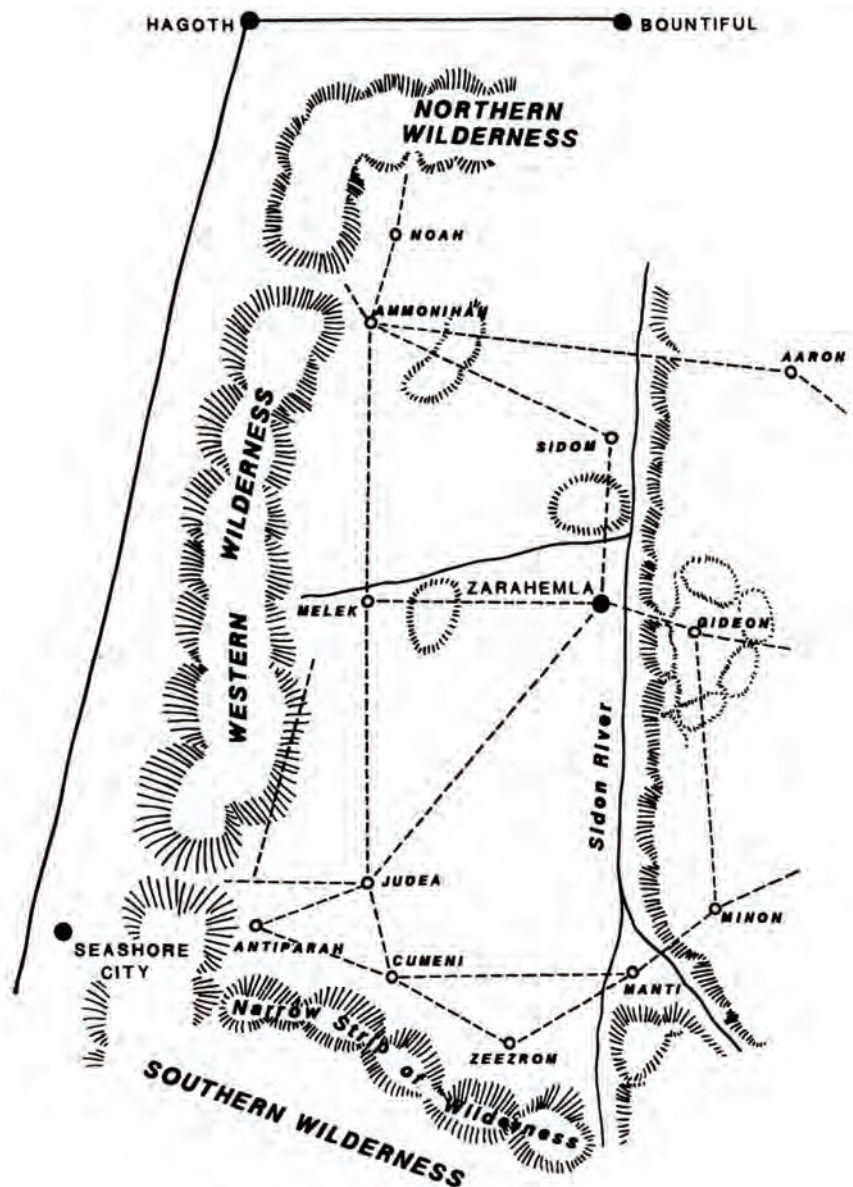 HAGOTH
BOUNTIFUL
NORTHERN
WILDERNESS
NOAH
AMMONIHAH
AARON
SIDOM
WESTERN WILDERNESS
ZARAHEMLA
MELEK
GIDEON
Sidon River
JUDEA
MINON
ANTIPARAH
SEASHORE
CITY
CUMENI
MANTI
Narrow Strip of Wilderness
ZEEZROM
SOUTHERN WILDERNESS